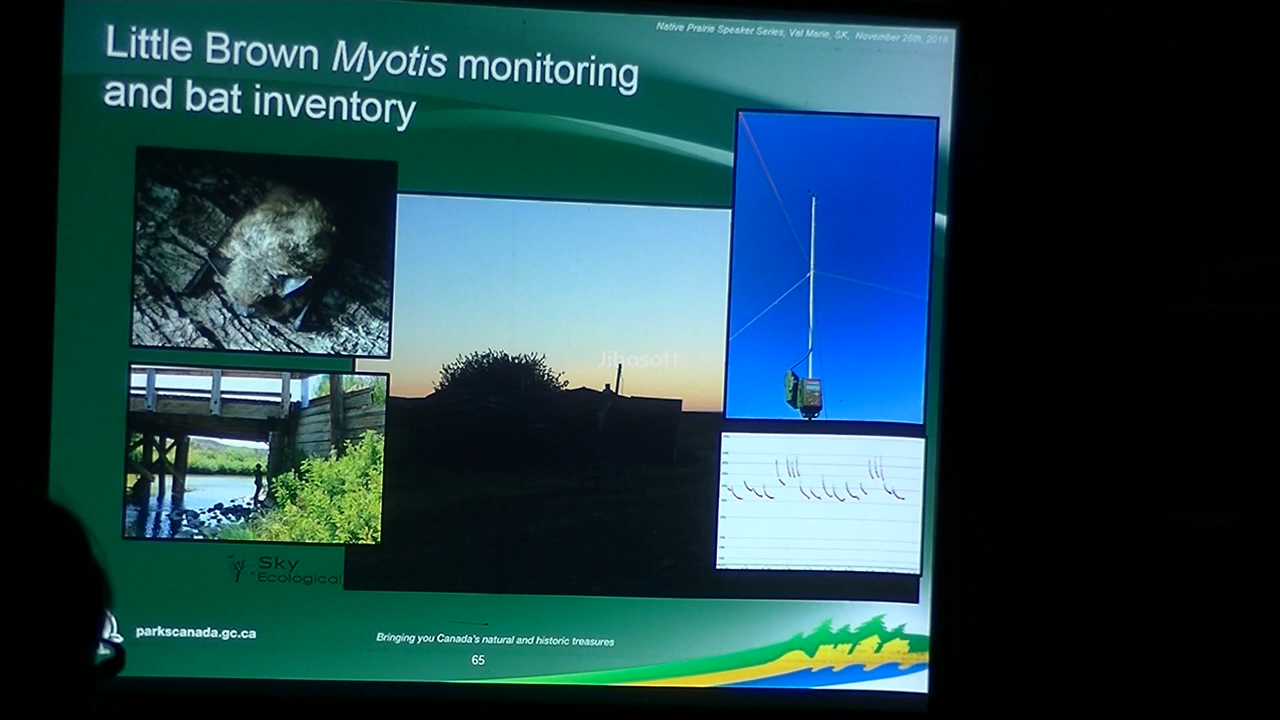 Native Prairie Speaker Series, Val Marie, SK, November 26th, 2016
Little Brown Myotis monitoring
and bat inventory
Jihosoft
Sky
Ecological
parkscanada.gc.ca
Bringing you Canada's natural and historic treasures
65